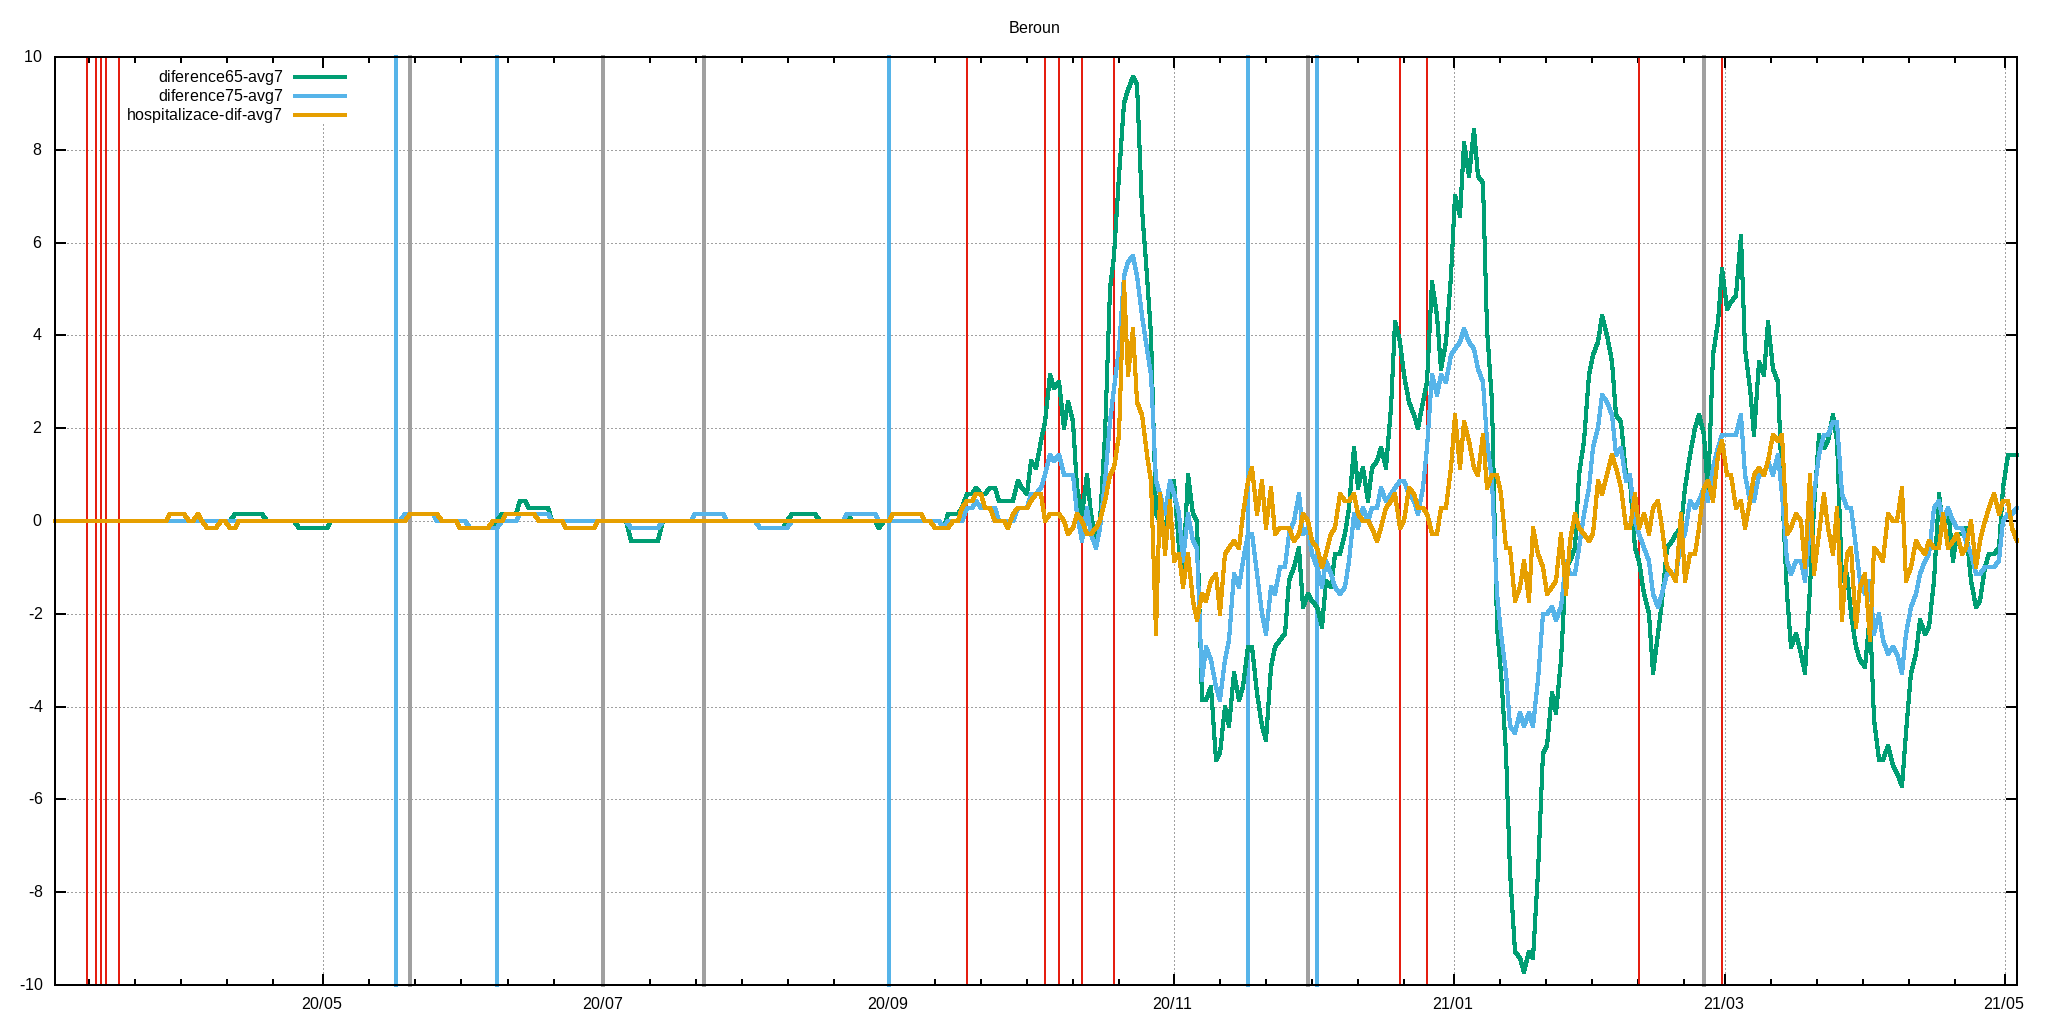 Beroun
diference65-avg7
diference75-avg7
hospitalizace-dif-avg7
10
8
6
4
2
0
-2
-4
-6
-8
-10
20/05 20/07 20/09 20/11 21/01 21/03 21/05